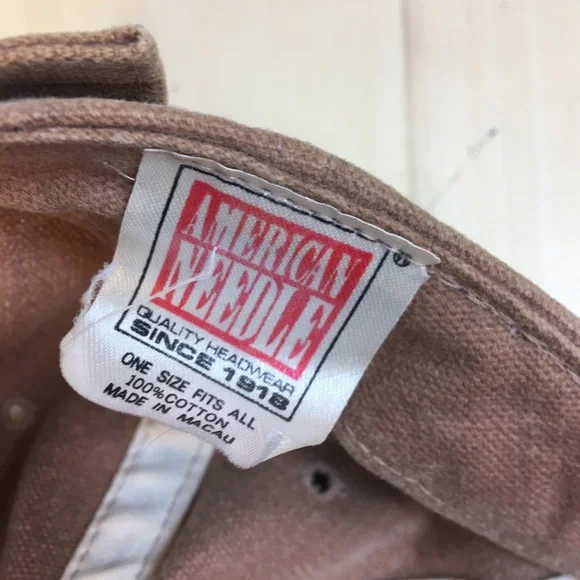 AMERICAN
NEEDLE
QUALITY HEADWEAR
SINCE 1918
ONE SIZE FITS ALL
100% COTTON
MADE IN MACAU